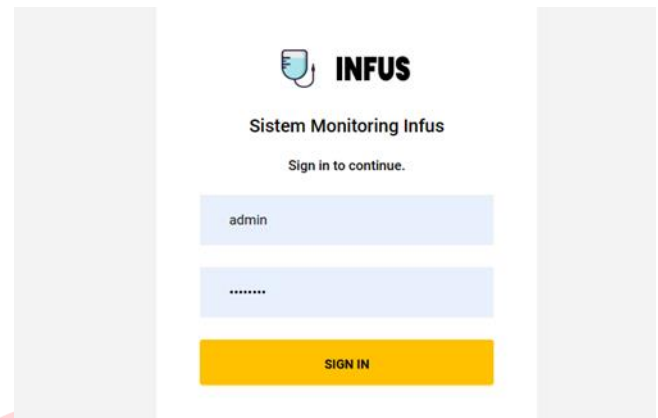 INFUS
Sistem Monitoring Infus
Sign in to continue.
admin
••••••••
SIGN IN